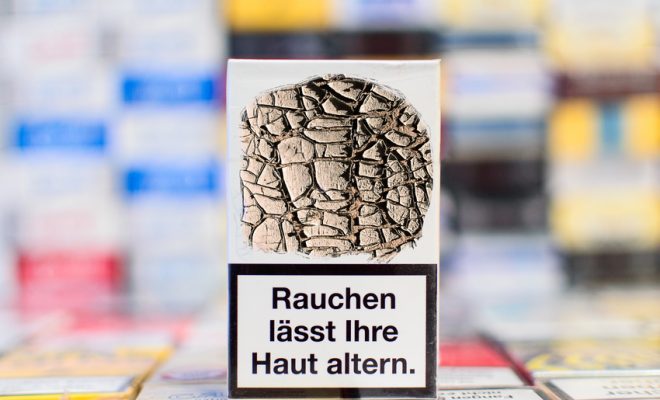 Rauchen
lässt Ihre
Haut altern.